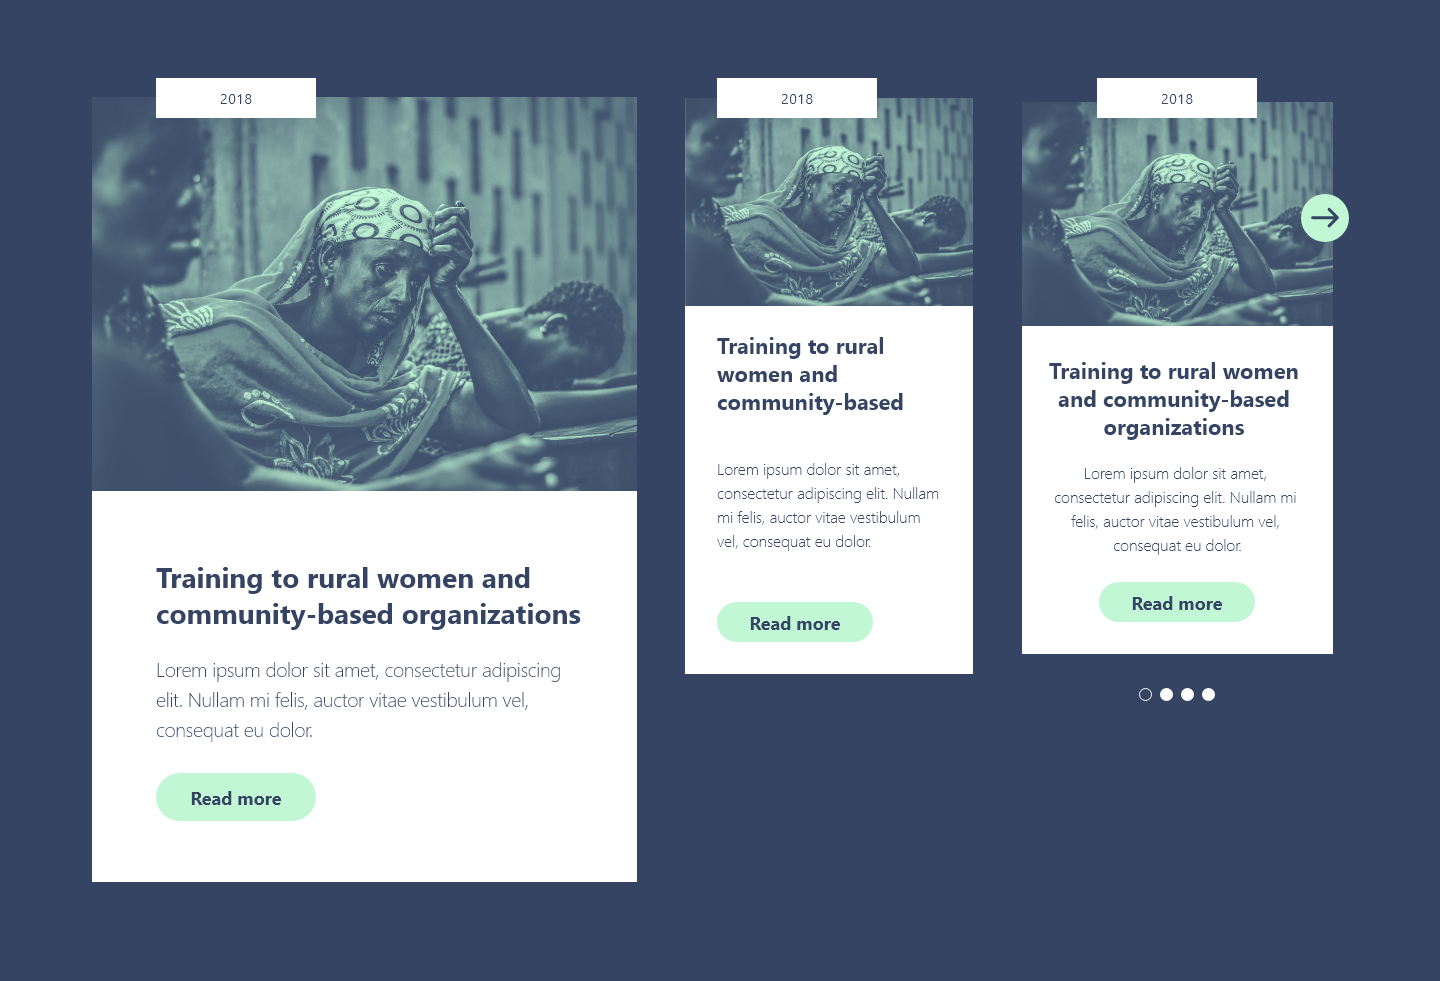 2018
Training to rural women and
community-based organizations
Lorem ipsum dolor sit amet, consectetur adipiscing
elit. Nullam mi felis, auctor vitae vestibulum vel,
consequat eu dolor.
Read more
2018
Training to rural
women and
community-based
Lorem ipsum dolor sit amet,
consectetur adipiscing elit. Nullam
mi felis, auctor vitae vestibulum
vel, consequat eu dolor.
Read more
2018
Training to rural women
and community-based
organizations
Lorem ipsum dolor sit amet,
consectetur adipiscing elit. Nullam mi
felis, auctor vitae vestibulum vel,
consequat eu dolor.
Read more